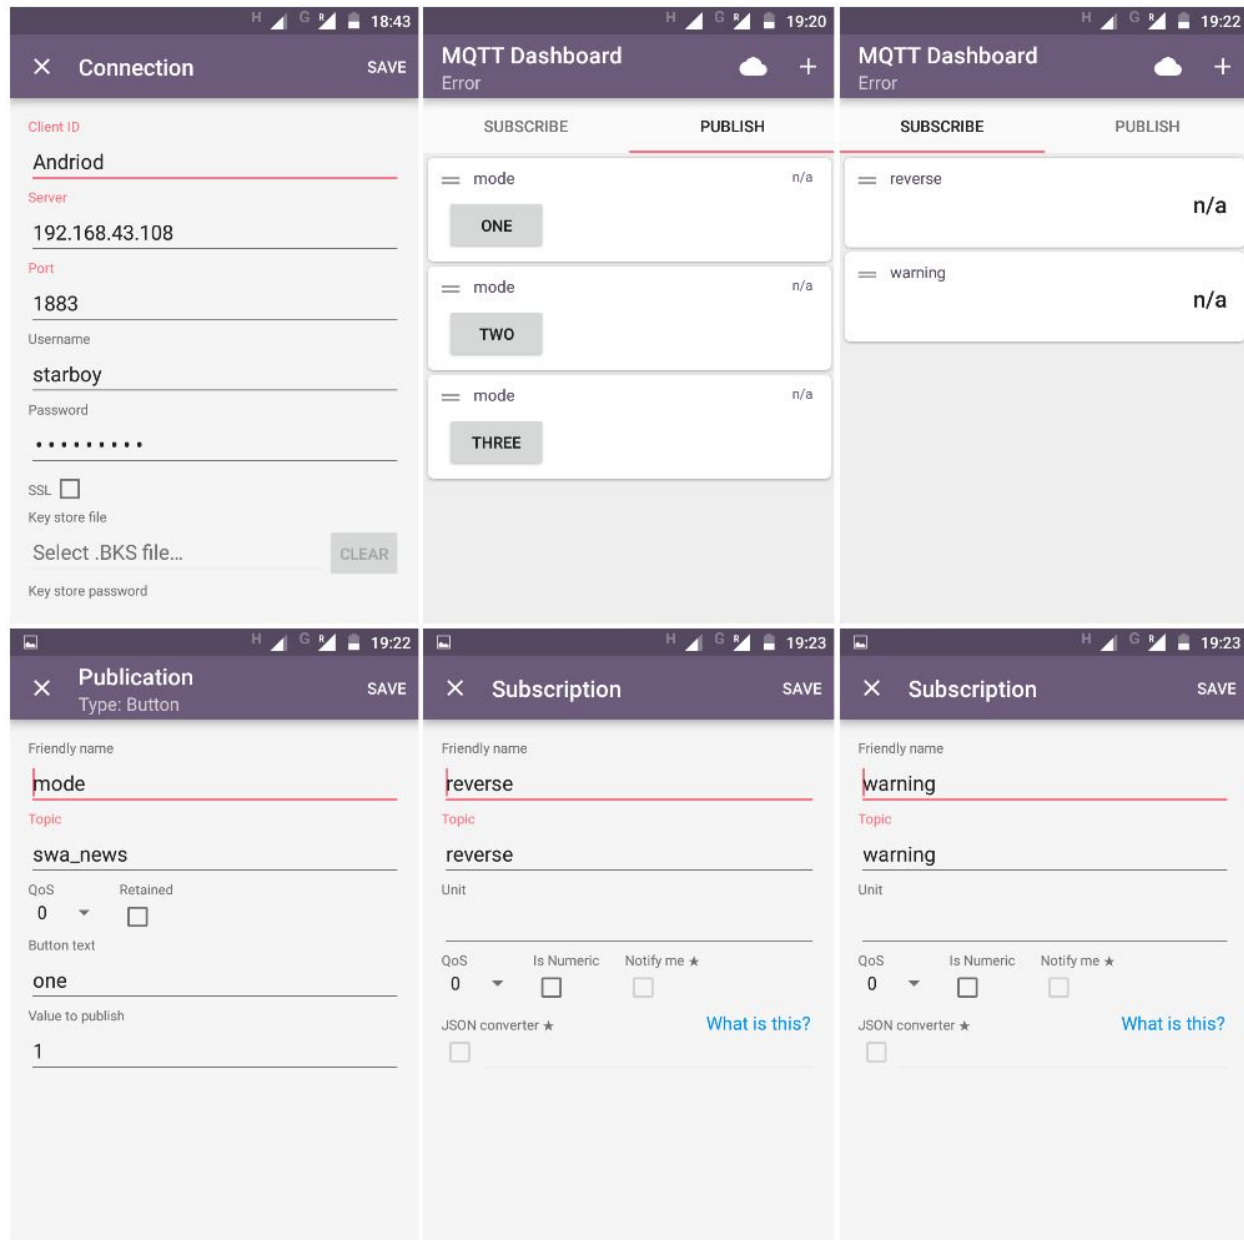 H G R 18:43
Connection SAVE
Client ID
Andriod
Server
192.168.43.108
Port
1883
Username
starboy
Password
•••••••••
SSL
Key store file
Select .BKS file... CLEAR
Key store password
H G R 19:20
MQTT Dashboard
Error
SUBSCRIBE PUBLISH
mode n/a
ONE
mode n/a
TWO
mode n/a
THREE
H G R 19:22
MQTT Dashboard
Error
SUBSCRIBE PUBLISH
reverse
n/a
warning
n/a
H G R 19:22
Publication
Type: Button
SAVE
Friendly name
mode
Topic
swa_news
QoS Retained
0
Button text
one
Value to publish
1
H G R 19:23
Subscription SAVE
Friendly name
reverse
Topic
reverse
Unit
QoS Is Numeric Notify me ★
0
JSON converter ★ What is this?
H G R 19:23
Subscription SAVE
Friendly name
warning
Topic
warning
Unit
QoS Is Numeric Notify me ★
0
JSON converter ★ What is this?